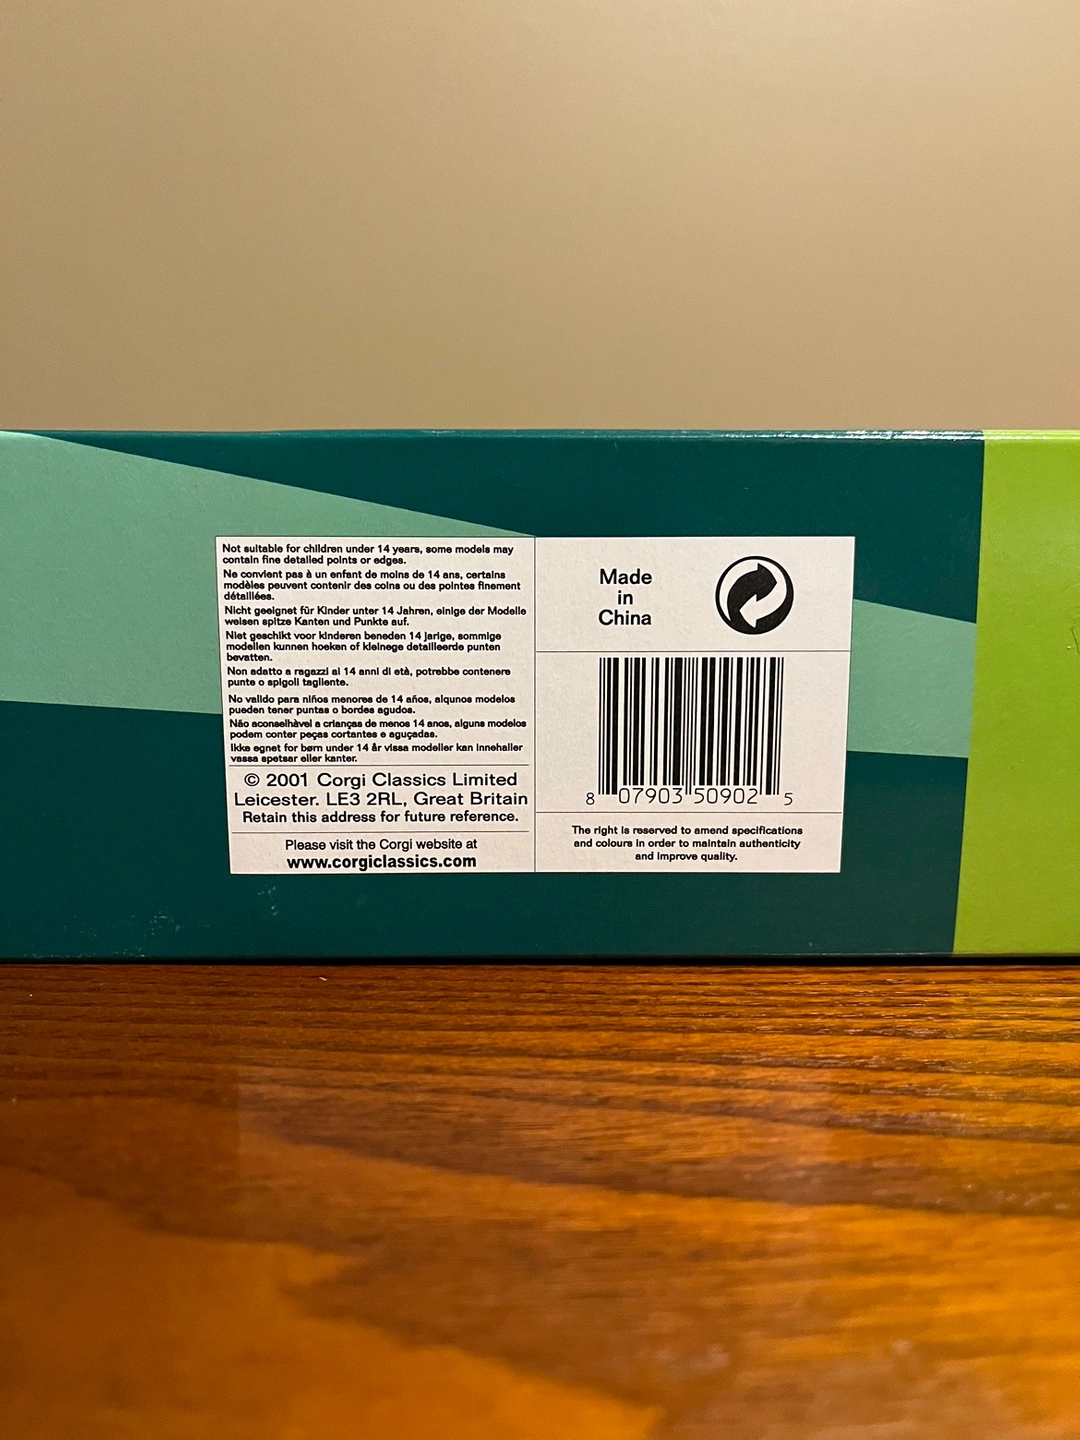 Not suitable for children under 14 years, some models may
contain fine detailed points or edges.
Ne convient pas à un enfant de moins de 14 ans, certains
modèles peuvent contenir des coins ou des pointes finement
détaillées.
Nicht geeignet für Kinder unter 14 Jahren, einige der Modelle
weisen spitze Kanten und Punkte auf.
Niet geschikt voor kinderen beneden 14 jarige, sommige
modellen kunnen hoeken of kleinege detailleerde punten
bevatten.
Non adatto a ragazzi al 14 anni di età, potrebbe contenere
punte o spigoli tagliente.
No valido para niños menores de 14 años, alqunos modelos
pueden tener puntas o bordes agudos.
Não aconselhàvel a crianças de menos 14 anos, alguns modelos
podem conter peças cortantes e aguçadas.
Ikke egnet for børn under 14 år vissa modeller kan innehaller
vassa spetsar eller kanter.
© 2001 Corgi Classics Limited
Leicester. LE3 2RL, Great Britain
Retain this address for future reference.
Please visit the Corgi website at
www.corgiclassics.com
Made
in
China
8 07903 50902 5
The right is reserved to amend specifications
and colours in order to maintain authenticity
and improve quality.